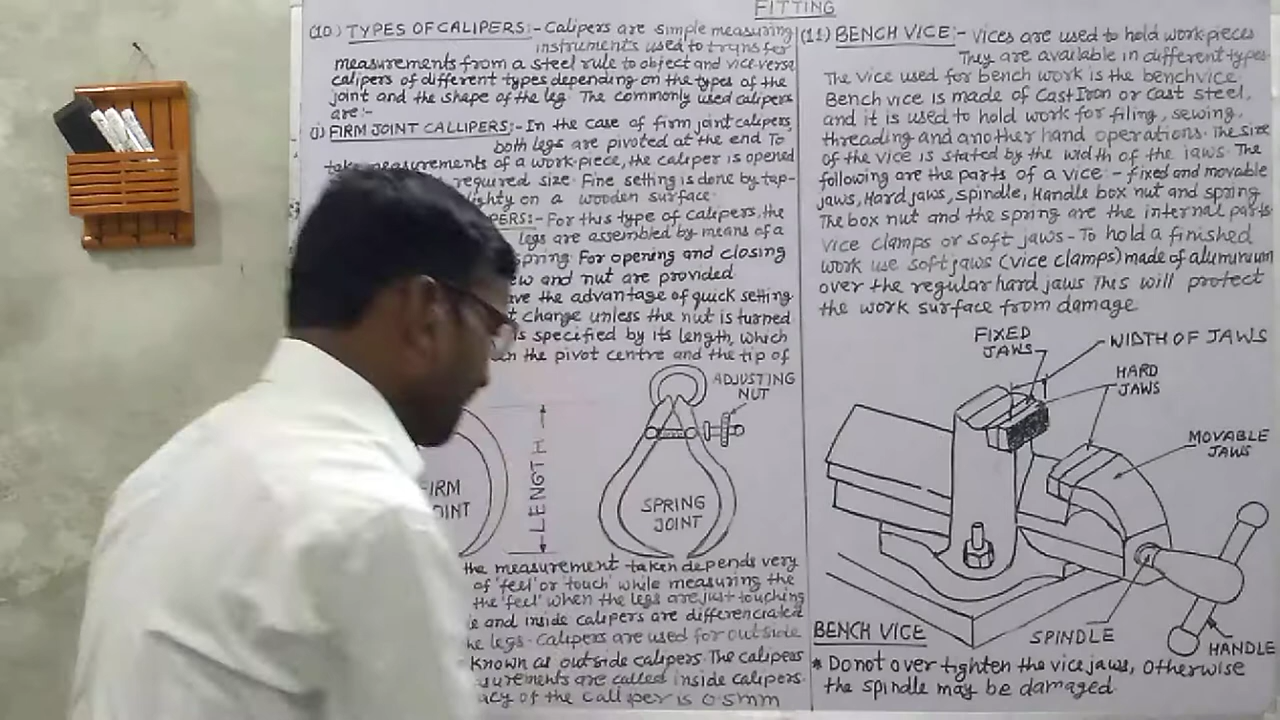 FITTING
(10.) TYPES OF CALIPERS:- Calipers are simple measuring
instruments used to transfer
measurements from a steel rule to object and vice-versa
calipers of different types depending on the types of the
joint and the shape of the leg. The commonly used calipers
are:-
(i) FIRM JOINT CALLIPERS:- In the case of firm joint calipers,
both legs are pivoted at the end To
take measurements of a work-piece, the caliper is opened
required size. Fine setting is done by tap-
lighty on a wooden surface.
PERS:- For this type of calipers, the
legs are assembled by means of a
spring. For opening and closing
ew and nut are provided
ave the advantage of quick setting
t change unless the nut is turned
is specified by its length, which
en the pivot centre and the tip of
ADJUSTING
NUT
FIRM
OINT
LENGTH
SPRING
JOINT
the measurement taken depends very
of 'feel' or 'touch' while measuring the
the 'feel' when the legs are just touching
e and inside calipers are differenciated
he legs- Calipers are used for outside
known as outside calipers. The calipers
surements are called inside calipers.
acy of the calliper is 0.5mm
(11) BENCH VICE:- Vices are used to hold work pieces
They are available in different types.
The vice used for bench work is the benchvice.
Bench vice is made of Cast Iron or cast steel,
and it is used to hold work for filing, sewing,
threading and another hand operations. The size
of the vice is stated by the width of the jaws. The
following are the parts of a vice:- fixed and movable
jaws, Hard jaws, spindle, Handle box nut and spring
The box nut and the spring are the internal parts.
Vice clamps or soft jaws - To hold a finished
work use soft jaws (vice clamps) made of aluminium
over the regular hard jaws This will protect
the work surface from damage.
FIXED
JAWS
WIDTH OF JAWS
HARD
JAWS
MOVABLE
JAWS
SPINDLE
HANDLE
BENCH VICE
* Do not over tighten the vice jaws, Otherwise
the spindle may be damaged.